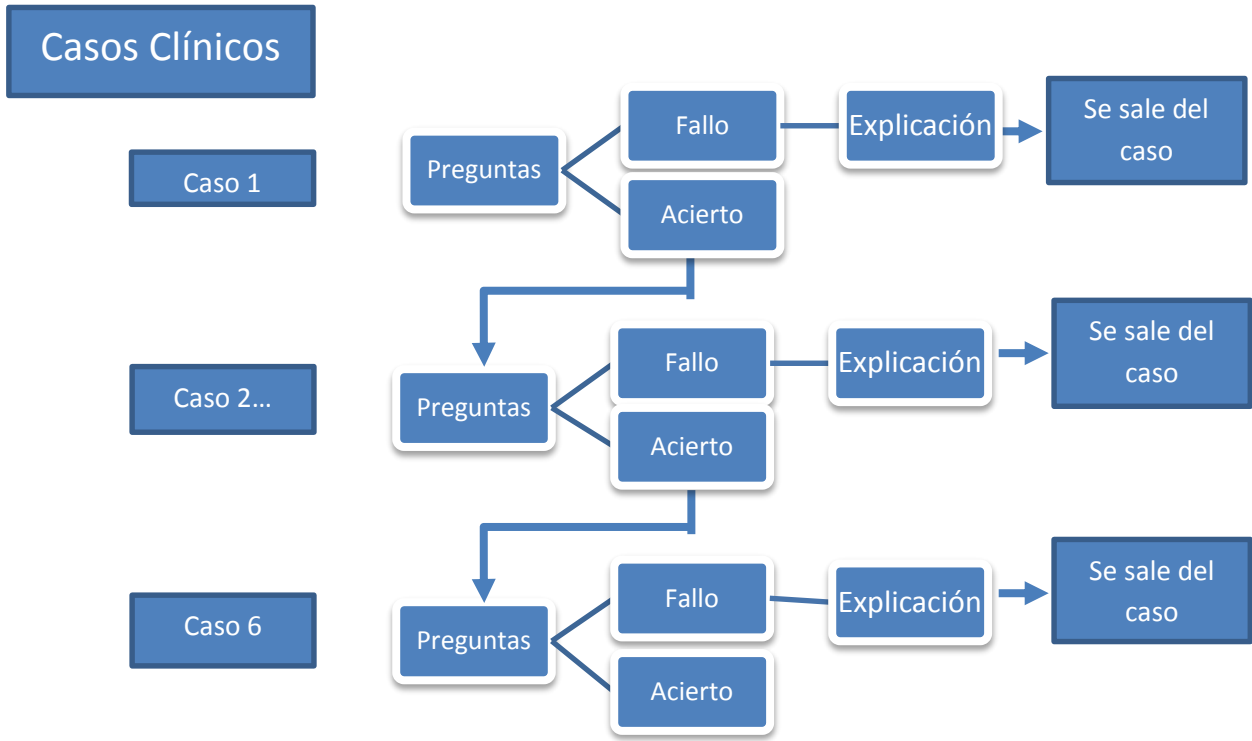 Casos Clínicos
Caso 1
Preguntas
Fallo
Explicación
Se sale del
caso
Acierto
Caso 2...
Preguntas
Fallo
Explicación
Se sale del
caso
Acierto
Caso 6
Preguntas
Fallo
Explicación
Se sale del
caso
Acierto